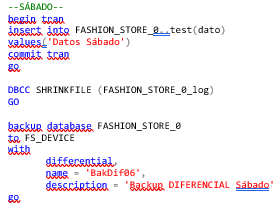 --SÁBADO--
begin tran
insert into FASHION_STORE_0..test(dato)
values('Datos Sábado')
commit tran
go
DBCC SHRINKFILE (FASHION_STORE_0_log)
GO
backup database FASHION_STORE_0
to FS_DEVICE
with
differential,
name = 'BakDif06',
description = 'Backup DIFERENCIAL Sábado'
go